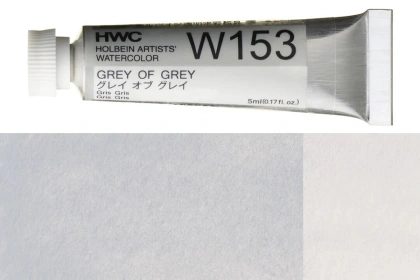 HWC
HOLBEIN ARTISTS'
WATERCOLOR
W153
GREY OF GREY
グレイ オブ グレイ
Gris Gris
Gris Gris
5ml(0.17fl.oz.)